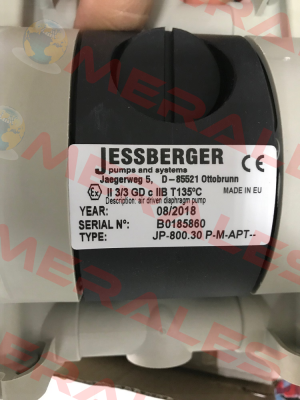 JESSBERGER
pumps and systems
Jaegerweg 5, D-85521 Ottobrunn
CE
Ex II 3/3 GD c IIB T135°C
MADE IN EU
Description: air driven diaphragm pump
YEAR: 08/2018
SERIAL N°: B0185860
TYPE: JP-800.30 P-M-APT--